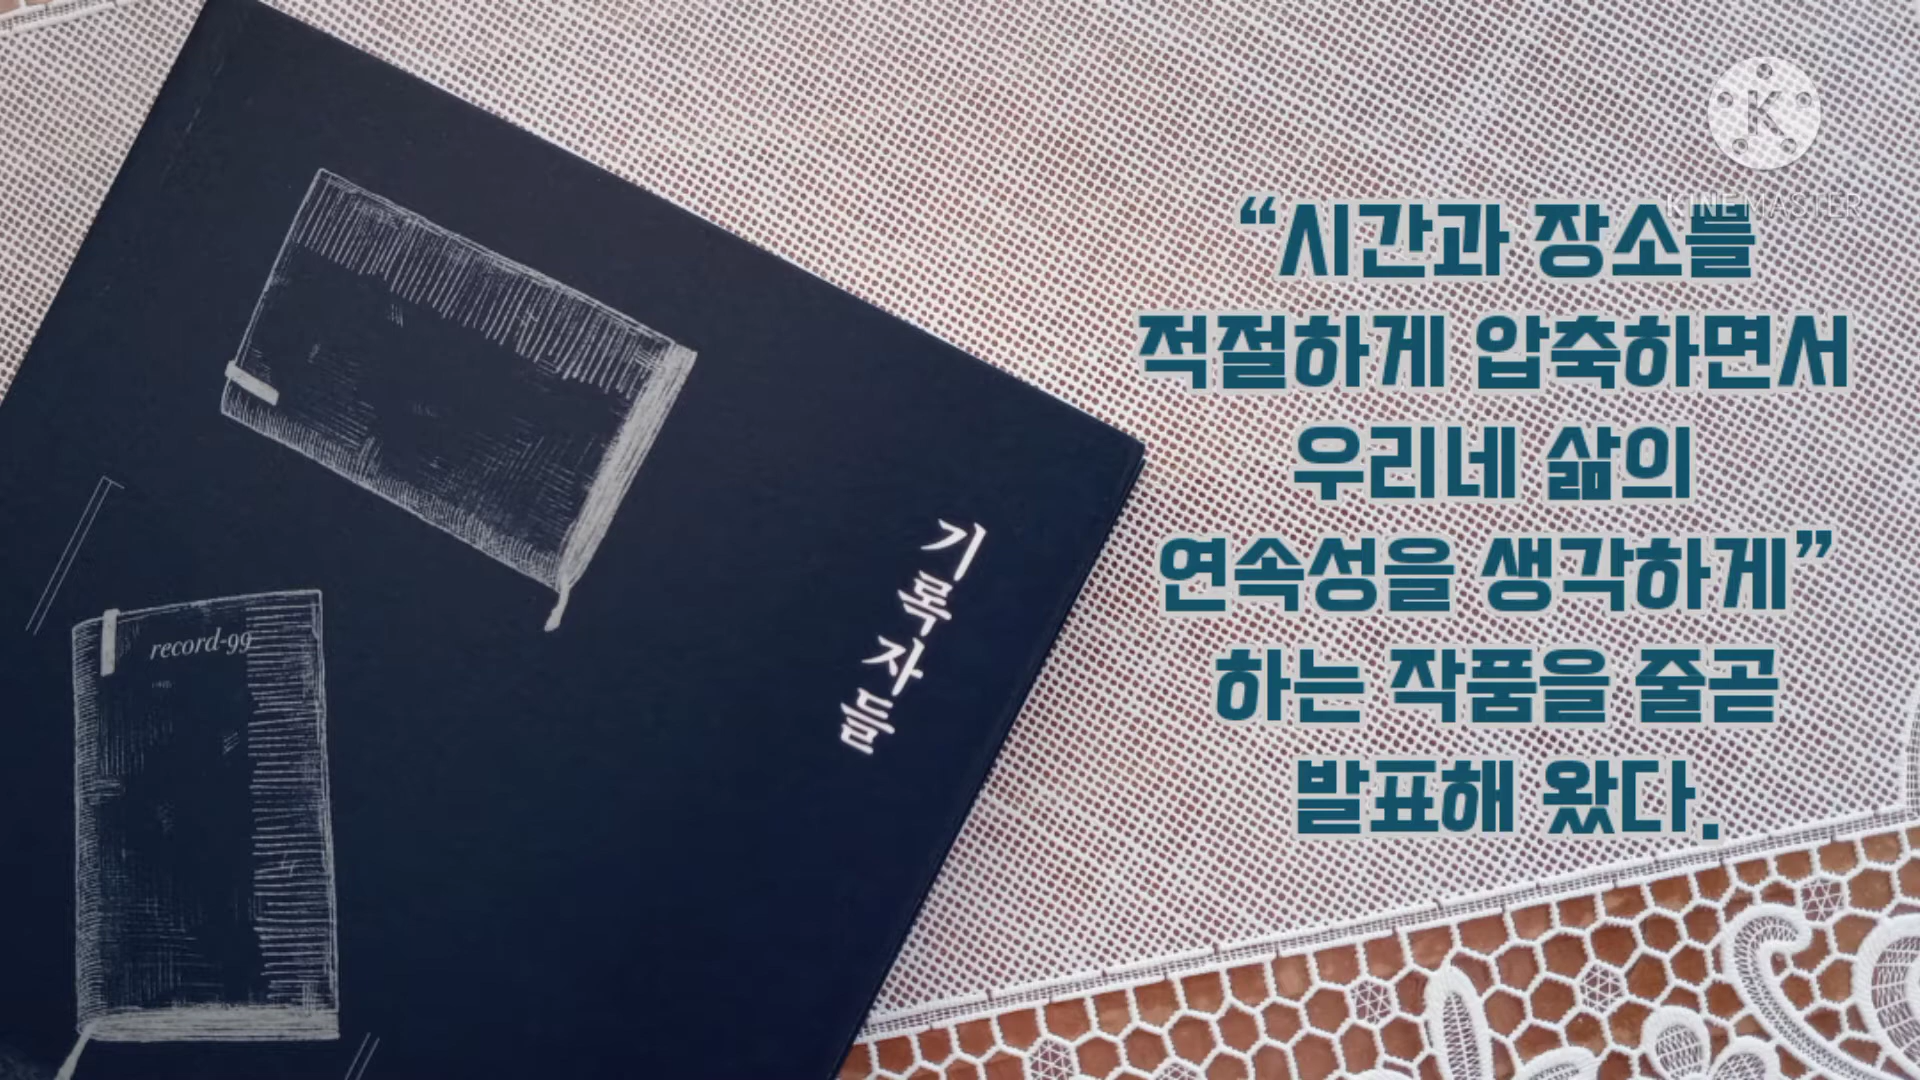 record-99
기록자들
K
KINEMASTER
“시간과 장소를
적절하게 압축하면서
우리네 삶의
연속성을 생각하게”
하는 작품을 줄곧
발표해 왔다.